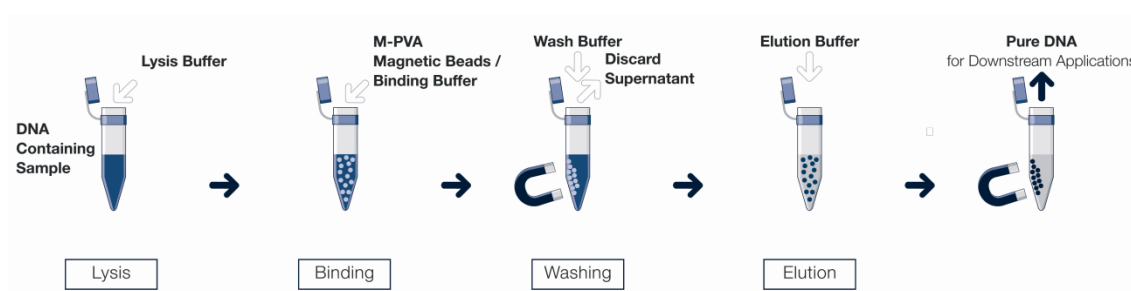 Lysis Buffer
DNA
Containing
Sample
M-PVA
Magnetic Beads /
Binding Buffer
Wash Buffer
Discard
Supernatant
Elution Buffer
Pure DNA
for Downstream Applications
Lysis
Binding
Washing
Elution